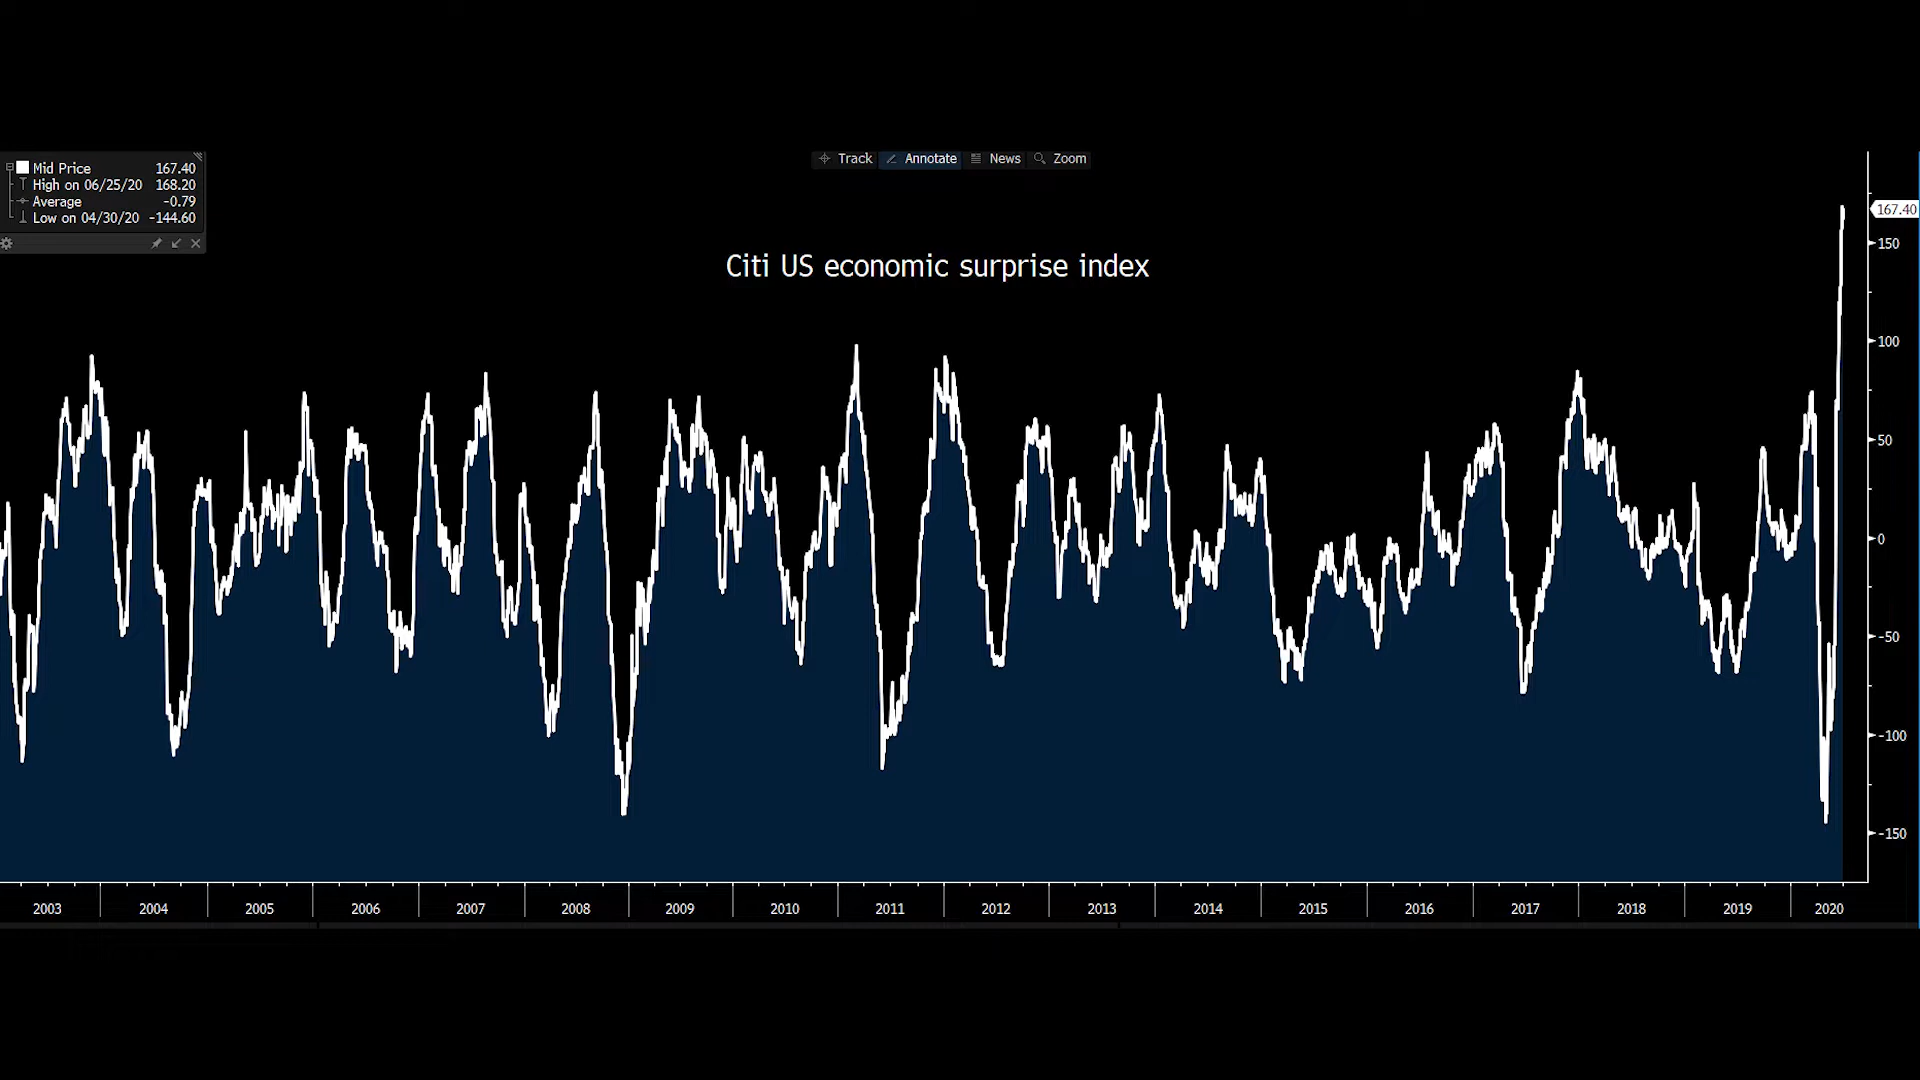 Mid Price 167.40
High on 06/25/20 168.20
Average -0.79
Low on 04/30/20 -144.60
Track Annotate News Zoom
Citi US economic surprise index
167.40
150
100
50
0
-50
-100
-150
2003 2004 2005 2006 2007 2008 2009 2010 2011 2012 2013 2014 2015 2016 2017 2018 2019 2020